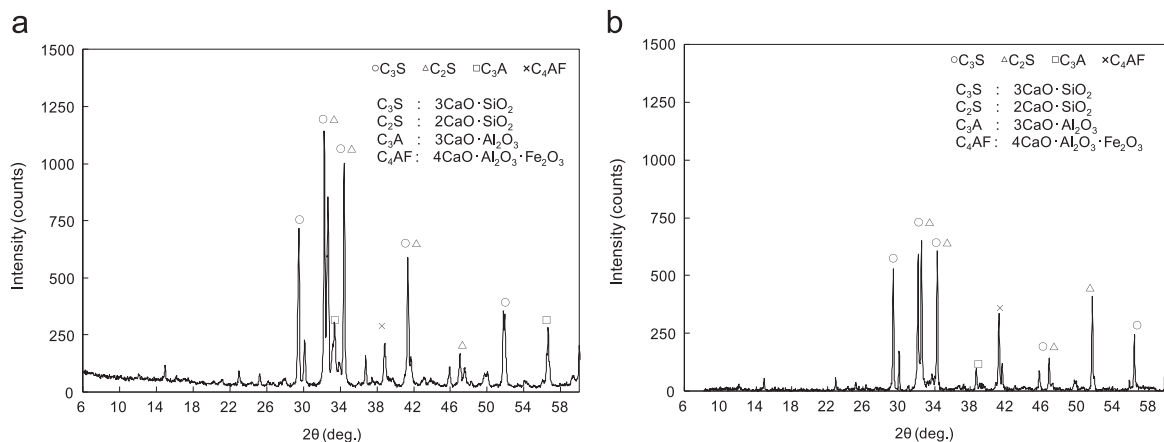 a
1500
1250
1000
750
500
250
0
Intensity (counts)
○C₃S △C₂S □C₃A ×C₄AF
C₃S : 3CaO·SiO₂
C₂S : 2CaO·SiO₂
C₃A : 3CaO·Al₂O₃
C₄AF : 4CaO·Al₂O₃·Fe₂O₃
6 10 14 18 22 26 30 34 38 42 46 50 54 60
2θ (deg.)
b
1500
1250
1000
750
500
250
0
Intensity (counts)
○C₃S △C₂S □C₃A ×C₄AF
C₃S : 3CaO·SiO₂
C₂S : 2CaO·SiO₂
C₃A : 3CaO·Al₂O₃
C₄AF : 4CaO·Al₂O₃·Fe₂O₃
6 10 14 18 22 26 30 34 38 42 46 50 54 60
2θ (deg.)